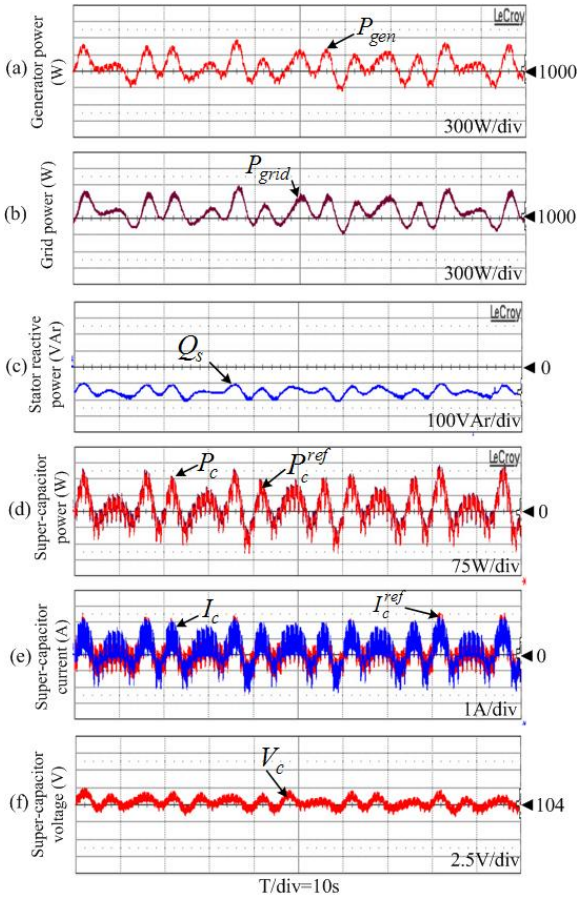 LeCroy
(a)
Generator power
(W)
P_gen
1000
300W/div
(b)
Grid power (W)
P_grid
1000
300W/div
LeCroy
(c)
Stator reactive
power (VAr)
Q_s
0
100VAr/div
LeCroy
(d)
Super-capacitor
power (W)
P_c
P_c^ref
0
75W/div
(e)
Super-capacitor
current (A)
I_c
I_c^ref
0
1A/div
(f)
Super-capacitor
voltage (V)
V_c
104
2.5V/div
T/div=10s